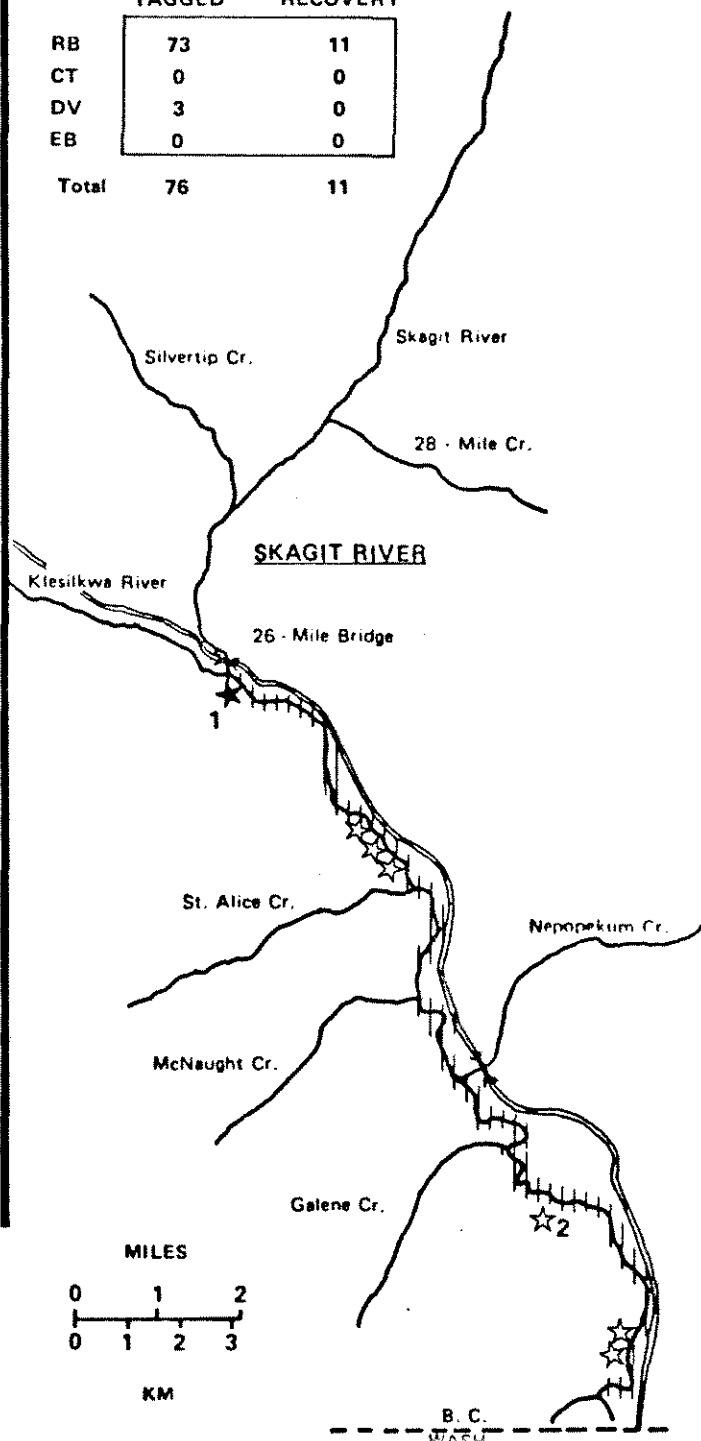 TAGGED RECOVERY
RB 73 11
CT 0 0
DV 3 0
EB 0 0
Total 76 11
Silvertip Cr.
Skagit River
28 - Mile Cr.
SKAGIT RIVER
Klesilkwa River
26 - Mile Bridge
1
St. Alice Cr.
Nepopekum Cr.
McNaught Cr.
Galene Cr.
2
MILES
0 1 2
0 1 2 3
KM
B. C.
WASH